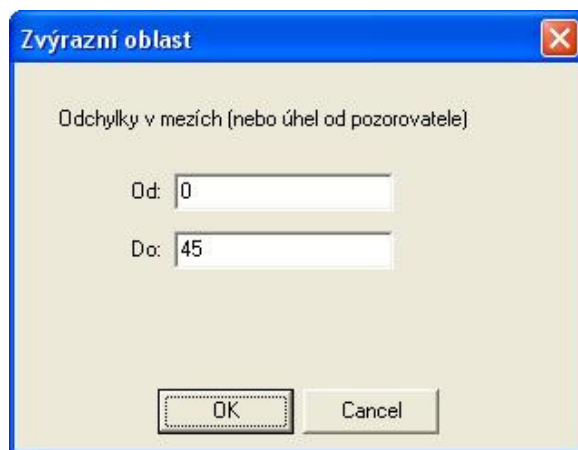 Zvýrazní oblast
Odchylky v mezích (nebo úhel od pozorovatele)
Od: 0
Do: 45
OK Cancel